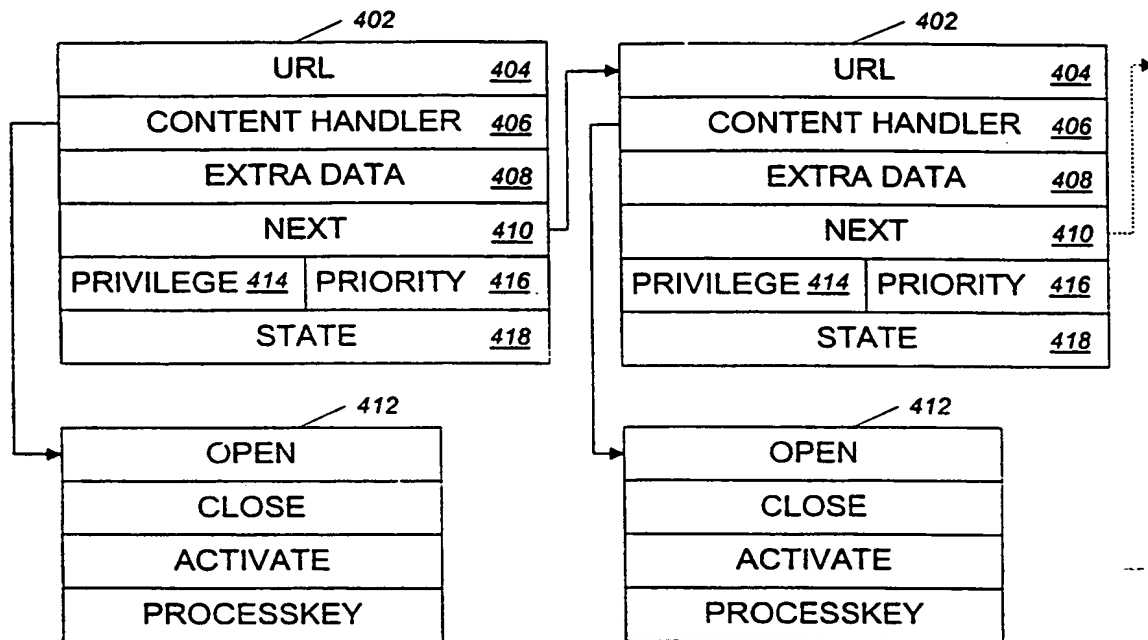 402
URL 404
CONTENT HANDLER 406
EXTRA DATA 408
NEXT 410
PRIVILEGE 414 PRIORITY 416
STATE 418
412
OPEN
CLOSE
ACTIVATE
PROCESSKEY
402
URL 404
CONTENT HANDLER 406
EXTRA DATA 408
NEXT 410
PRIVILEGE 414 PRIORITY 416
STATE 418
412
OPEN
CLOSE
ACTIVATE
PROCESSKEY